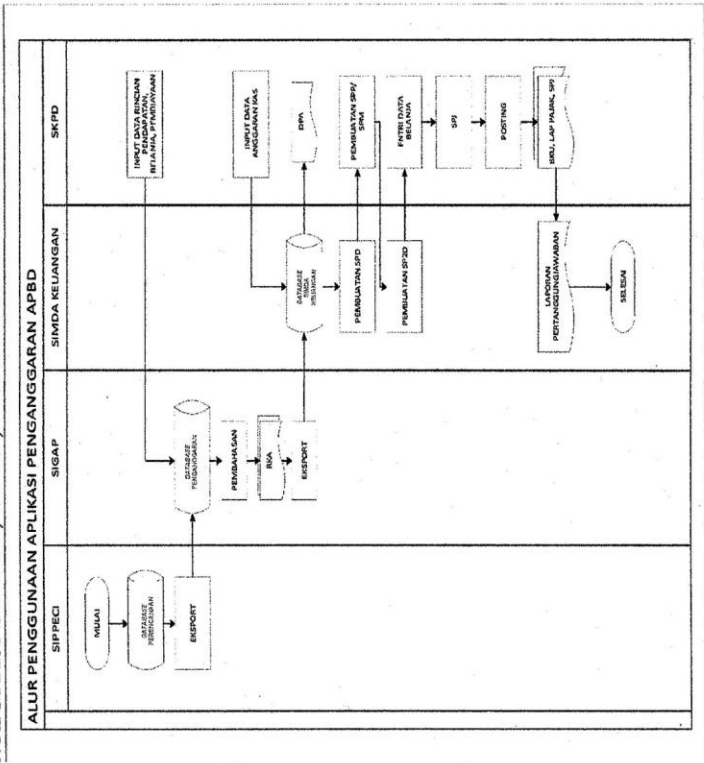 ALUR PENGGUNAAN APLIKASI PENGANGGARAN APBD
SIPPECI
SIGAP
SIMDA KEUANGAN
SKPD
MULAI
DATABASE
PERENCANAAN
EKSPORT
INPUT DATA RINCIAN
PENDAPATAN,
BELANJA, PEMBIAYAAN
DATABASE
PENGANGGARAN
PEMBAHASAN
RKA
EKSPORT
INPUT DATA
ANGGARAN KAS
DATABASE
SIMDA
KEUANGAN
DPA
PEMBUATAN SPD
PEMBUATAN SPP/
SPM
PEMBUATAN SP2D
ENTRI DATA
BELANJA
SPJ
POSTING
BKU, LAP PAJAK, SPJ
LAPORAN
PERTANGGUNGJAWABAN
SELESAI